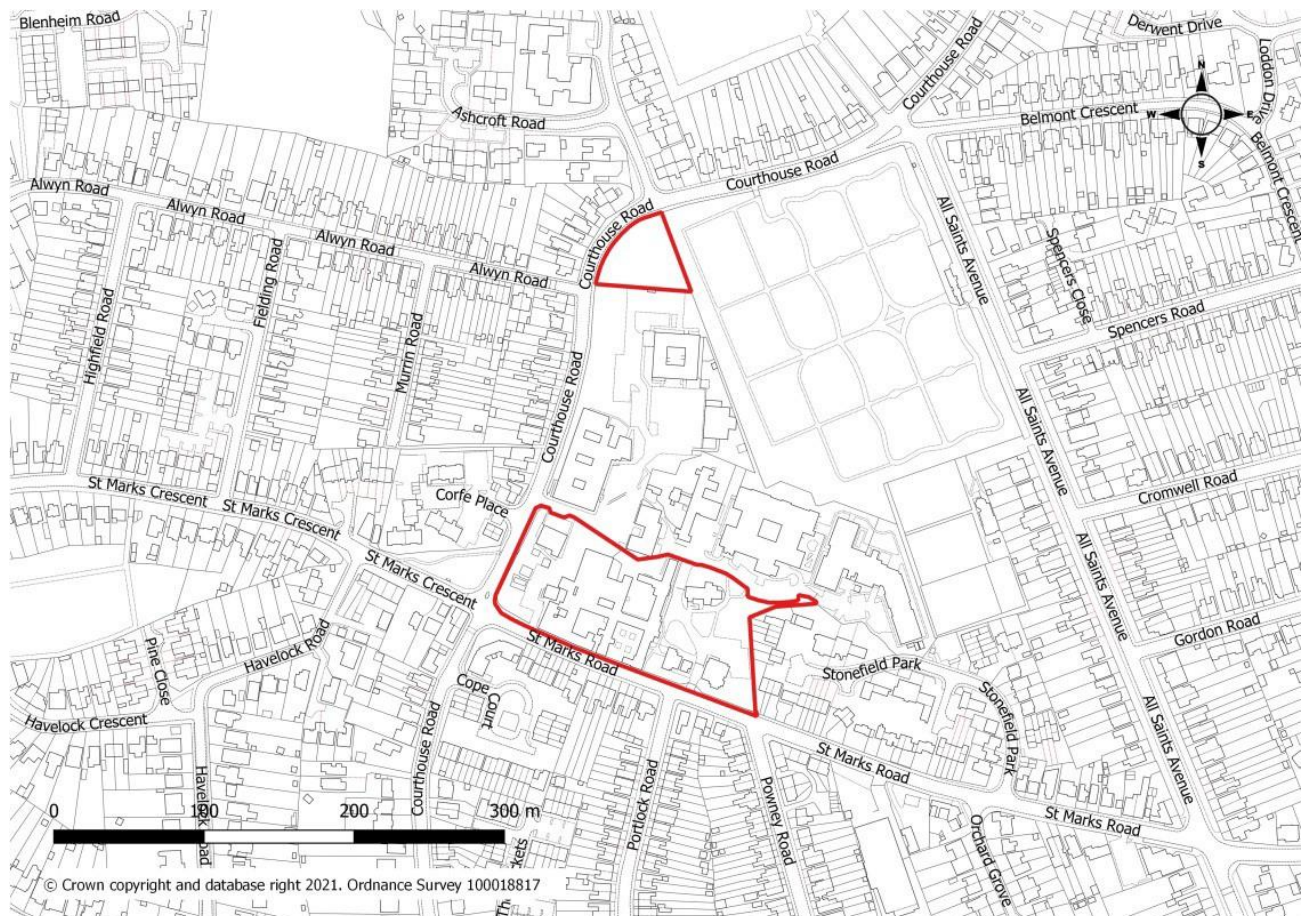 Blenheim Road
Derwent Drive
Loddon Drive
Courthouse Road
N
W
E
S
Belmont Crescent
Belmont Crescent
Ashcroft Road
Courthouse Road
Alwyn Road
Alwyn Road
Alwyn Road
Alwyn Road
Courthouse Road
All Saints Avenue
Spencers Close
Spencers Road
Highfield Road
Fielding Road
Murrin Road
Courthouse Road
All Saints Avenue
Cromwell Road
St Marks Crescent
St Marks Crescent
Corfe Place
St Marks Crescent
All Saints Avenue
Gordon Road
Pine Close
Havelock Road
St Marks Road
Stonefield Park
Stonefield Park
Cope Court
Havelock Crescent
Courthouse Road
All Saints Avenue
St Marks Road
St Marks Road
Havelock Road
Portlock Road
Powney Road
Orchard Grove
0 100 200 300 m
© Crown copyright and database right 2021. Ordnance Survey 100018817